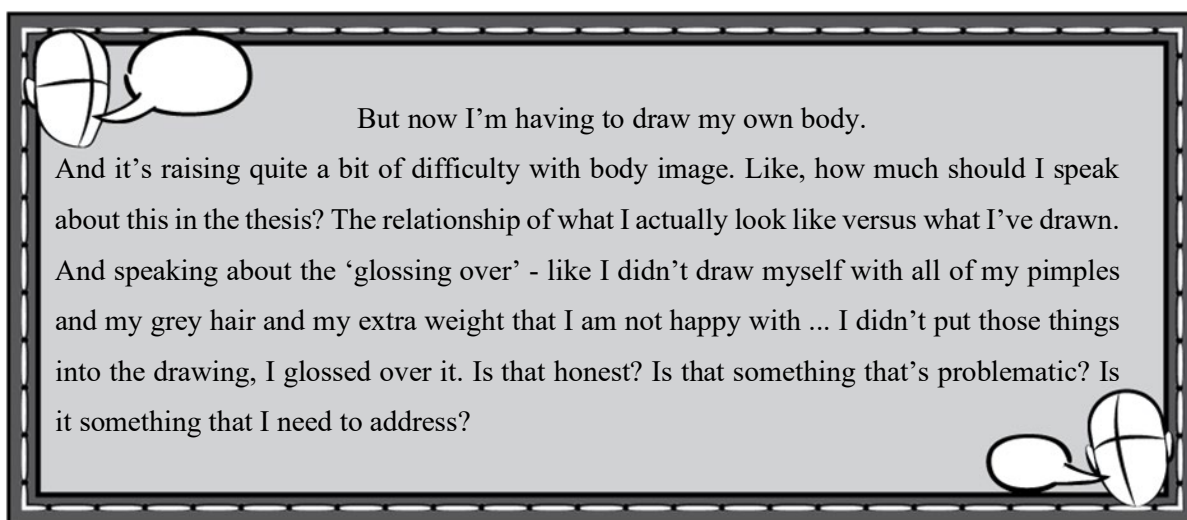 But now I’m having to draw my own body.
And it’s raising quite a bit of difficulty with body image. Like, how much should I speak
about this in the thesis? The relationship of what I actually look like versus what I’ve drawn.
And speaking about the ‘glossing over’ - like I didn’t draw myself with all of my pimples
and my grey hair and my extra weight that I am not happy with ... I didn’t put those things
into the drawing, I glossed over it. Is that honest? Is that something that’s problematic? Is
it something that I need to address?